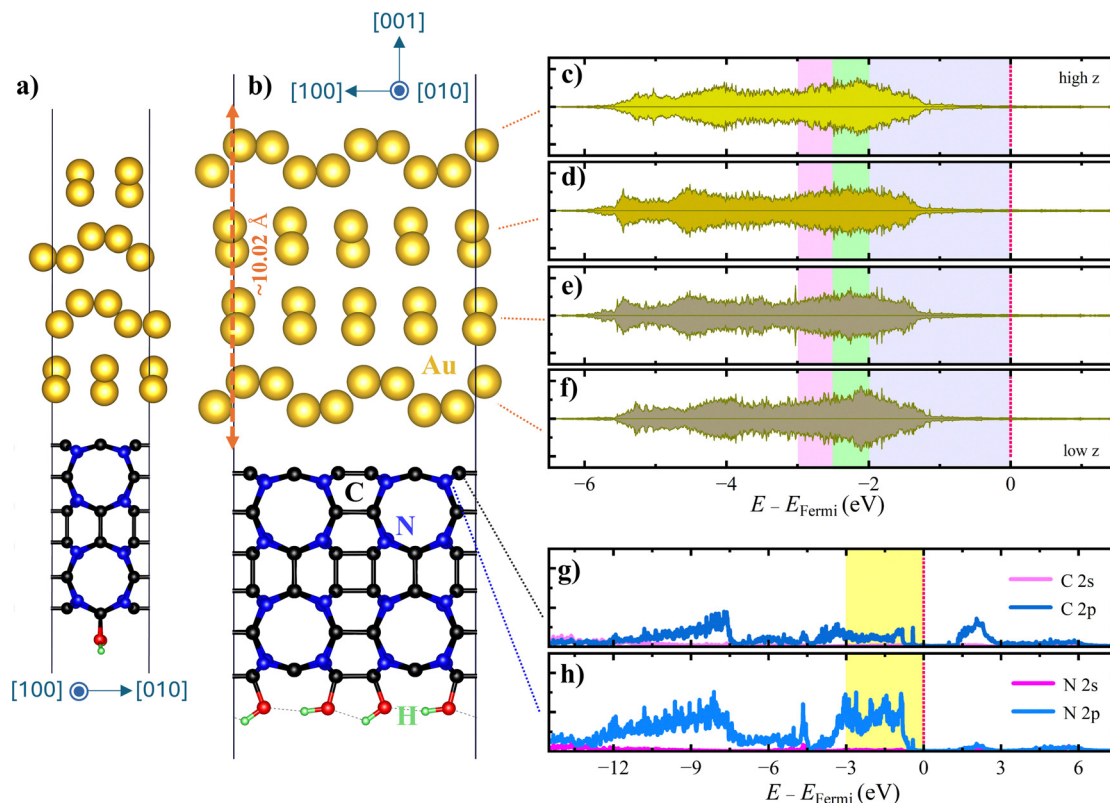 [001]
a)
b)
[100]
[010]
c)
high z
d)
~10.02 Å
e)
Au
f)
low z
−6
−4
−2
0
E – EFermi (eV)
C
N
g)
C 2s
C 2p
[100]
[010]
H
h)
N 2s
N 2p
−12
−9
−6
−3
0
3
6
E – EFermi (eV)